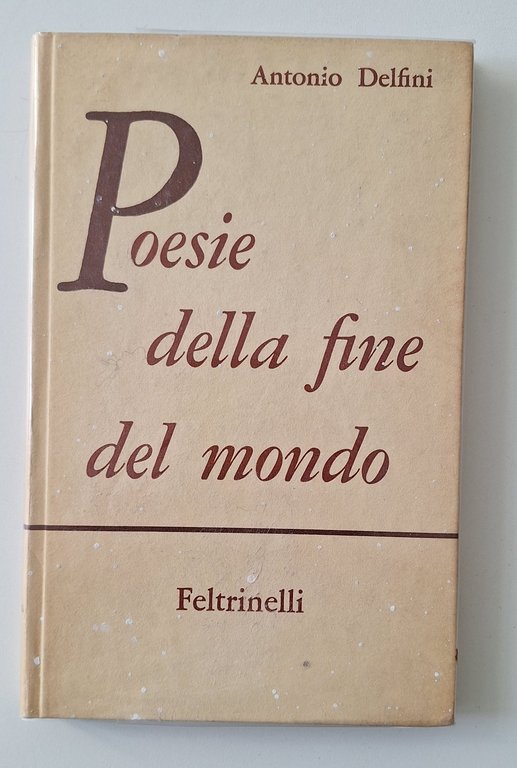 Antonio Delfini
Poesie
della fine
del mondo
Feltrinelli